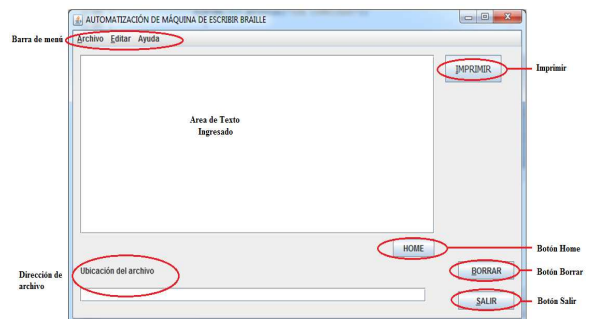 AUTOMATIZACIÓN DE MÁQUINA DE ESCRIBIR BRAILLE
Barra de menú
Archivo Editar Ayuda
IMPRIMIR
Imprimir
Area de Texto
Ingresado
HOME
Botón Home
Ubicación del archivo
BORRAR
Botón Borrar
Dirección de
archivo
SALIR
Botón Salir